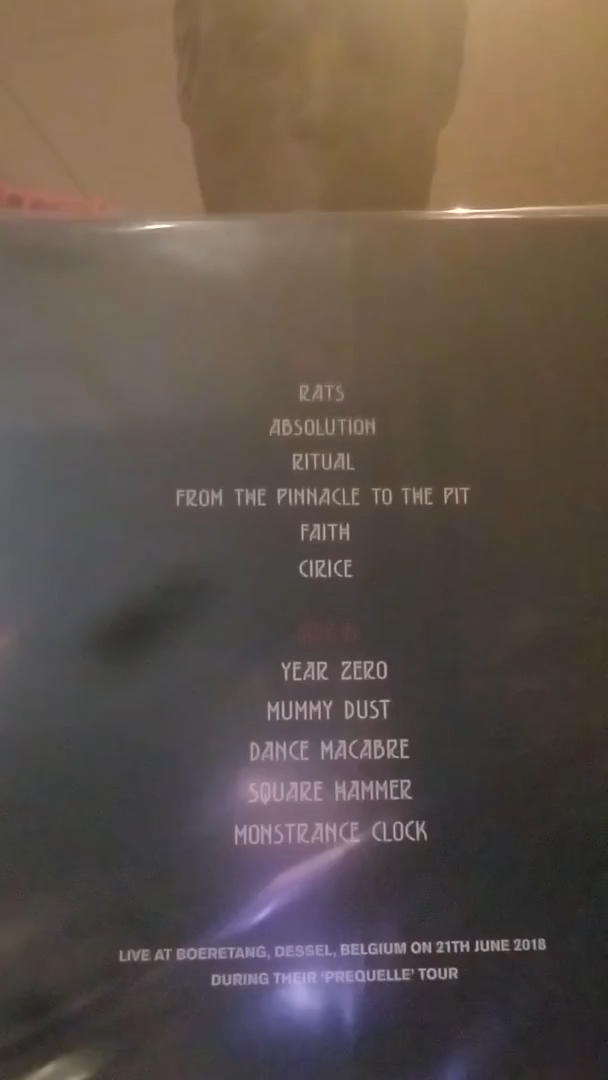 RATS
ABSOLUTION
RITUAL
FROM THE PINNACLE TO THE PIT
FAITH
CIRICE
YEAR ZERO
MUMMY DUST
DANCE MACABRE
SQUARE HAMMER
MONSTRANCE CLOCK
LIVE AT BOERETANG, DESSEL, BELGIUM ON 21TH JUNE 2018
DURING THEIR 'PREQUELLE' TOUR